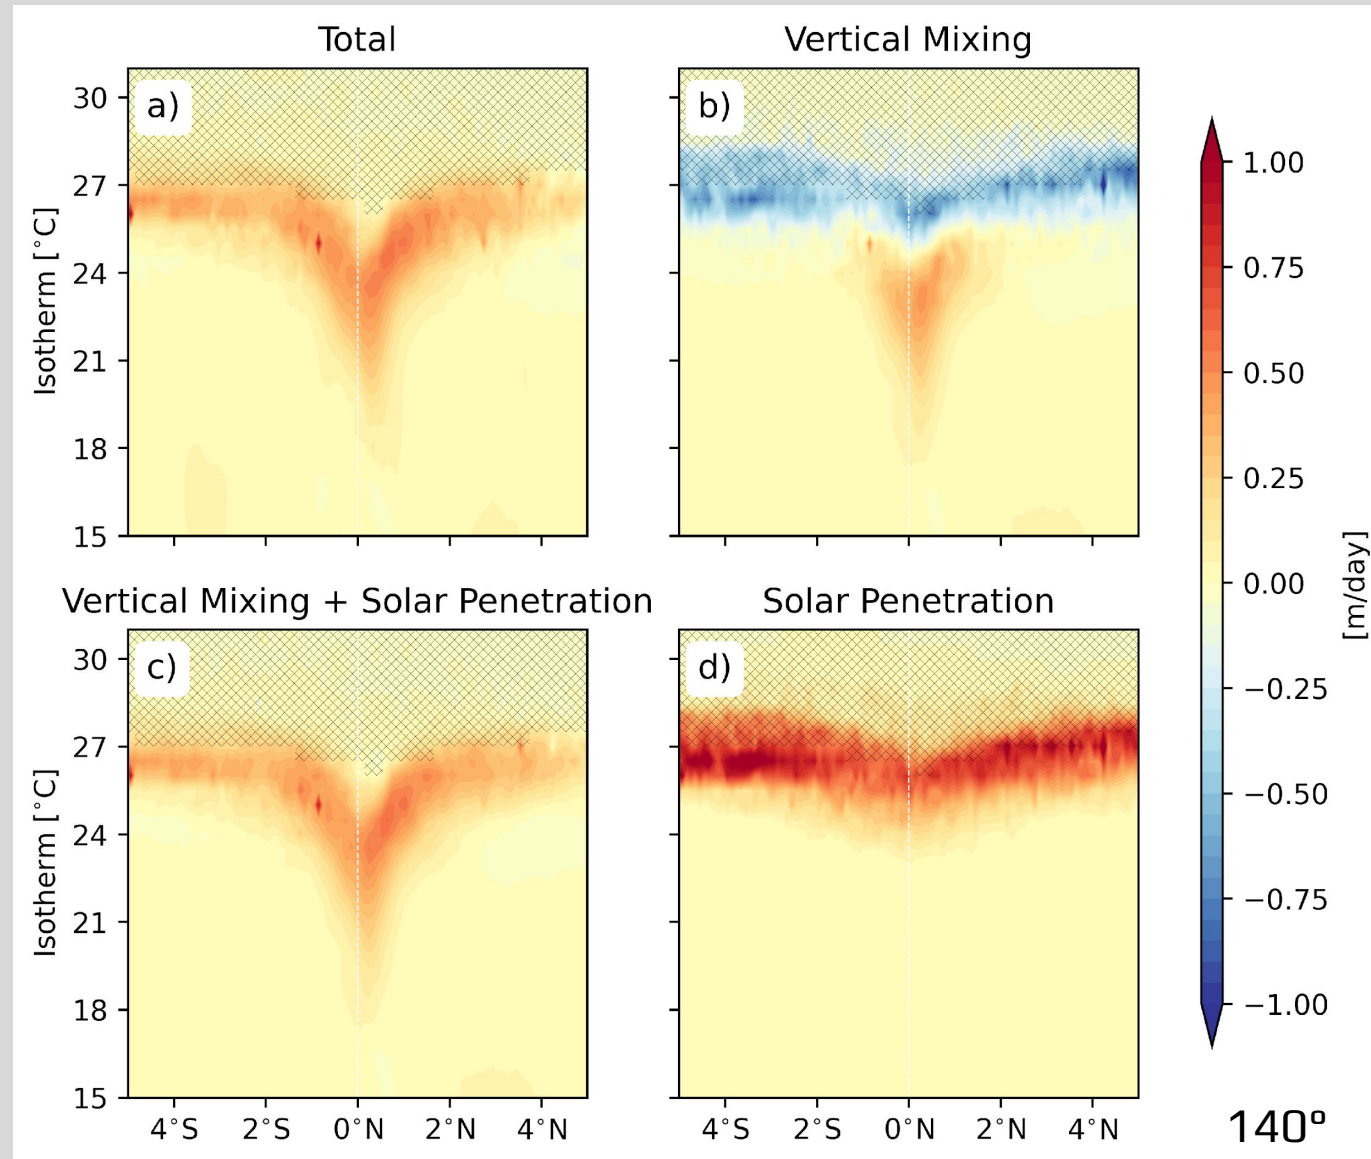 Total
Vertical Mixing
a)
b)
30
27
24
21
18
15
Isotherm [°C]
Vertical Mixing + Solar Penetration
Solar Penetration
c)
d)
30
27
24
21
18
15
Isotherm [°C]
4°S 2°S 0°N 2°N 4°N
4°S 2°S 0°N 2°N 4°N
1.00
0.75
0.50
0.25
0.00
−0.25
−0.50
−0.75
−1.00
[m/day]
140°